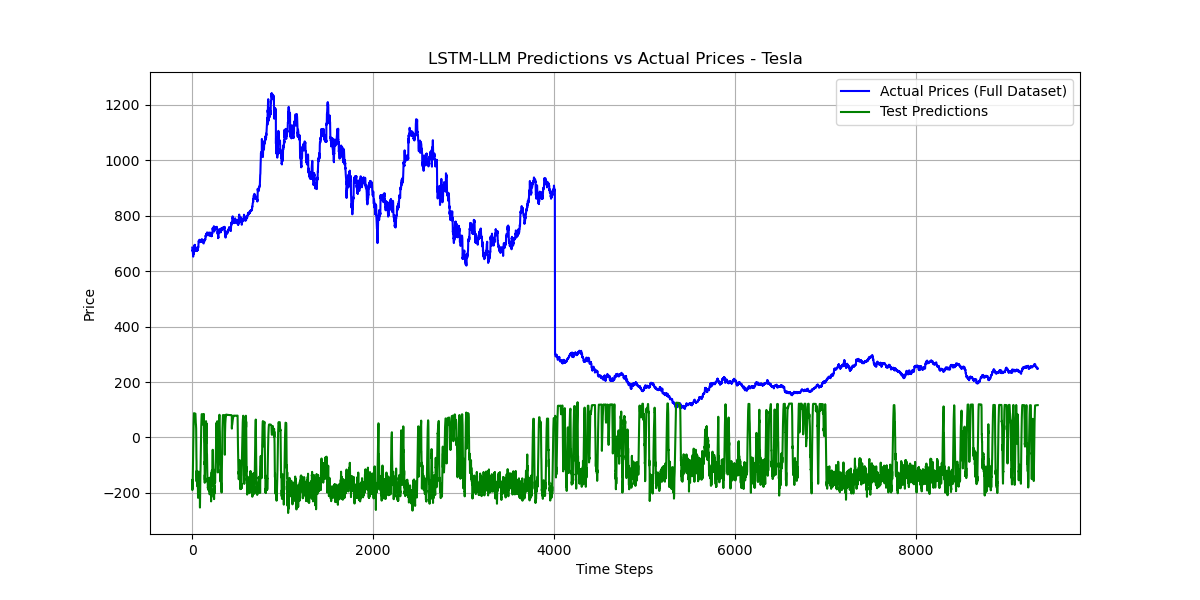 LSTM-LLM Predictions vs Actual Prices - Tesla
Actual Prices (Full Dataset)
Test Predictions
Price
1200
1000
800
600
400
200
0
−200
0 2000 4000 6000 8000
Time Steps